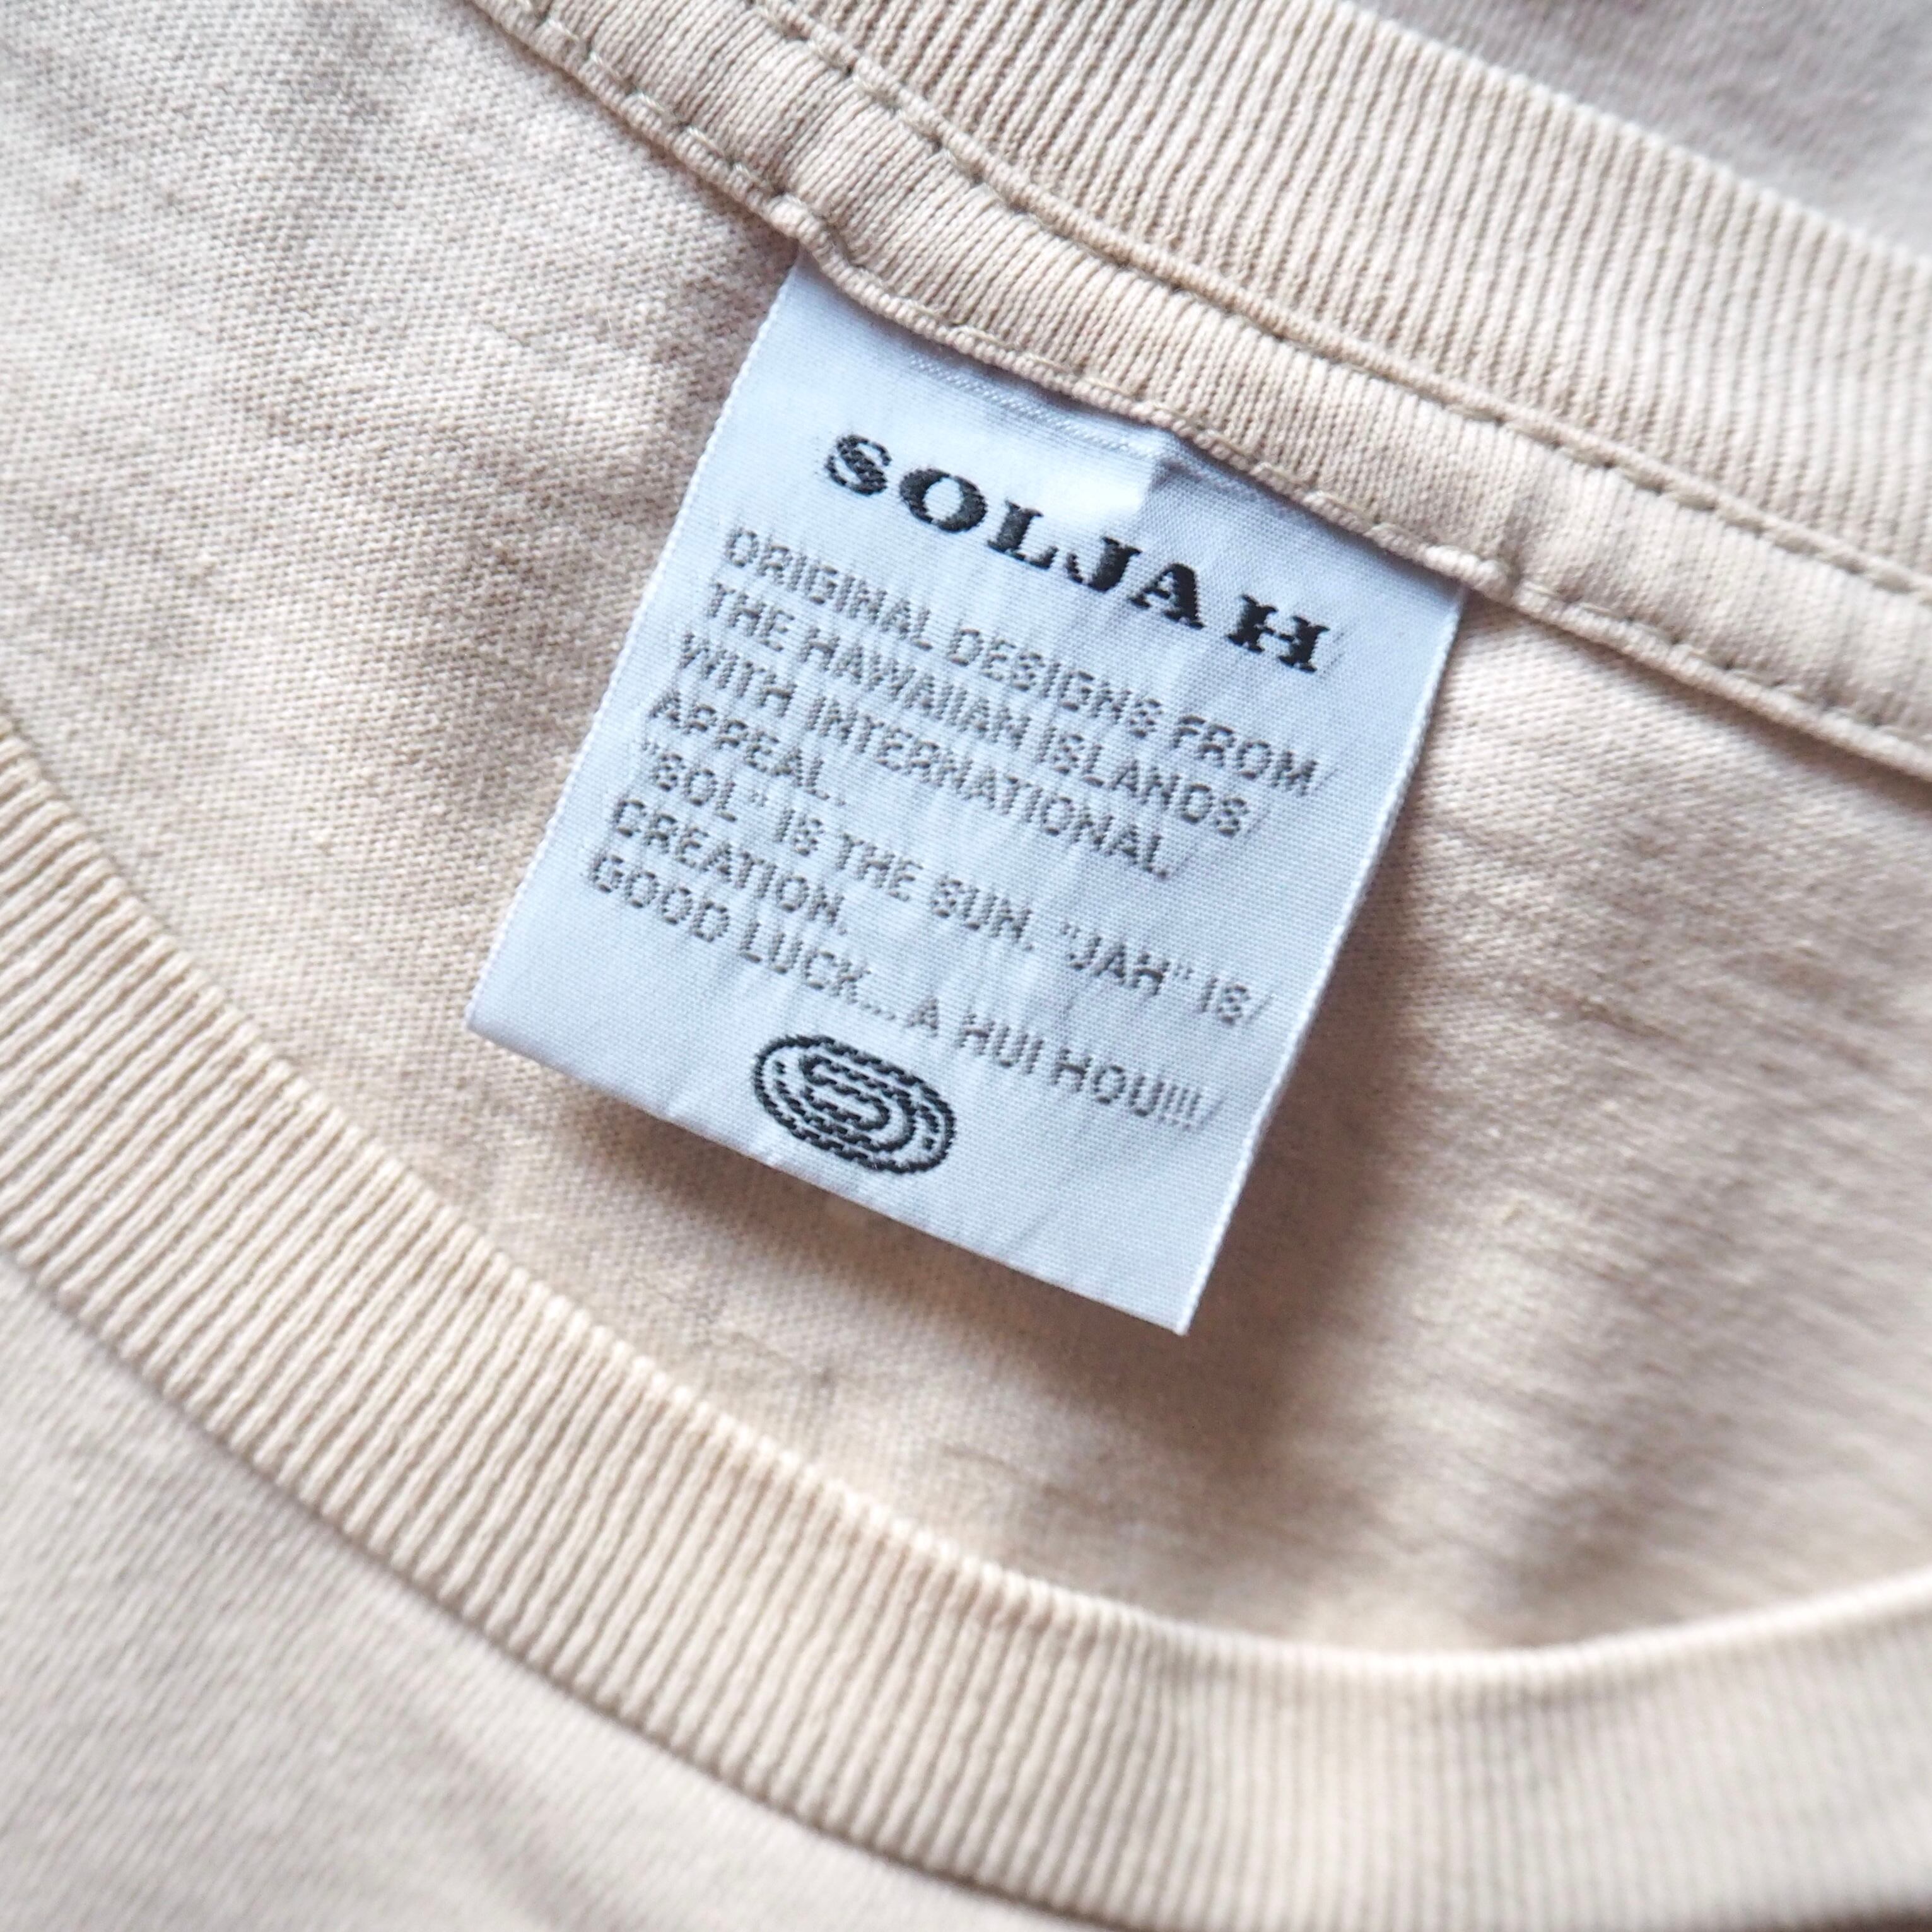 SOLJAH
ORIGINAL DESIGNS FROM
THE HAWAIIAN ISLANDS
WITH INTERNATIONAL
APPEAL.
"SOL" IS THE SUN. "JAH" IS
CREATION.
GOOD LUCK... A HUI HOU!!!